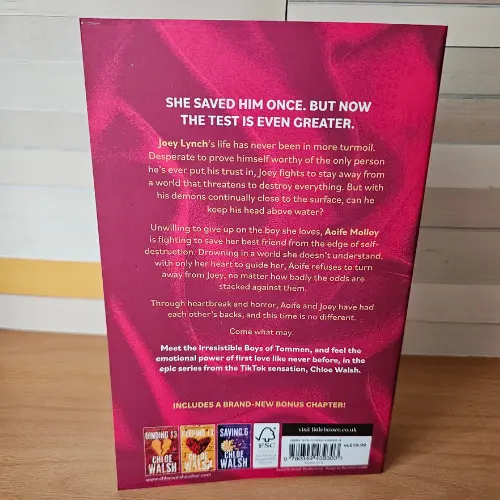 SHE SAVED HIM ONCE. BUT NOW
THE TEST IS EVEN GREATER.
Joey Lynch's life has never been in more turmoil.
Desperate to prove himself worthy of the only person
he's ever put his trust in, Joey fights to stay away from
a world that threatens to destroy everything. But with
his demons continually close to the surface, can he
keep his head above water?
Unwilling to give up on the boy she loves, Aoife Molloy
is fighting to save her best friend from the edge of self-
destruction. Drowning in a world she doesn't understand,
with only her heart to guide her, Aoife refuses to turn
away from Joey, no matter how badly the odds are
stacked against them.
Through heartbreak and horror, Aoife and Joey have had
each other's backs, and this time is no different.
Come what may.
Meet the irresistible Boys of Tommen, and feel the
emotional power of first love like never before, in the
epic series from the TikTok sensation, Chloe Walsh.
INCLUDES A BRAND-NEW BONUS CHAPTER!
BINDING 13
CHLOE
WALSH
KEEPING 13
CHLOE
WALSH
SAVING 6
CHLOE
WALSH
FSC
visit littlebrown.co.uk